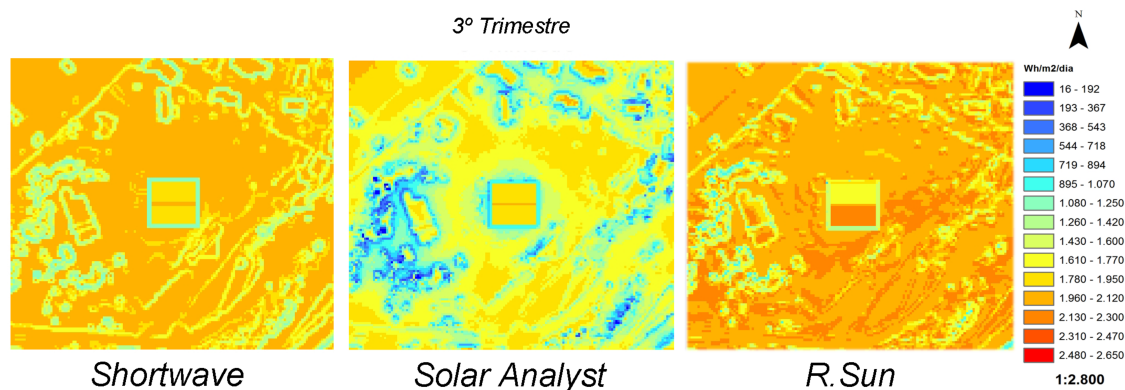 3º Trimestre
N
Wh/m2/dia
16 - 192
193 - 367
368 - 543
544 - 718
719 - 894
895 - 1.070
1.080 - 1.250
1.260 - 1.420
1.430 - 1.600
1.610 - 1.770
1.780 - 1.950
1.960 - 2.120
2.130 - 2.300
2.310 - 2.470
2.480 - 2.650
1:2.800
Shortwave
Solar Analyst
R.Sun